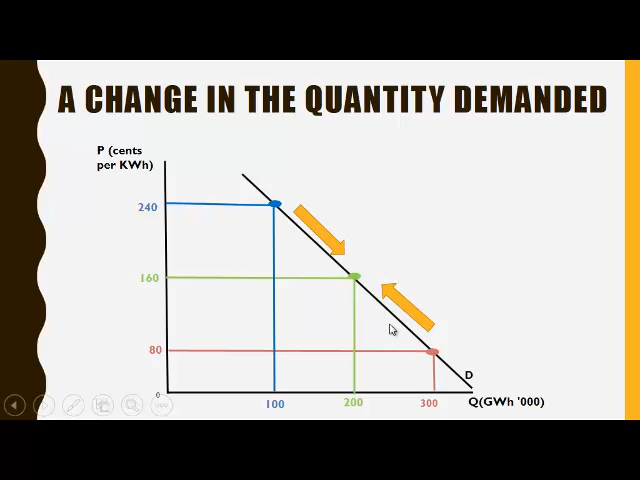 A CHANGE IN THE QUANTITY DEMANDED
P (cents
per KWh)
240
160
80
0
D
100
200
300
Q(GWh '000)